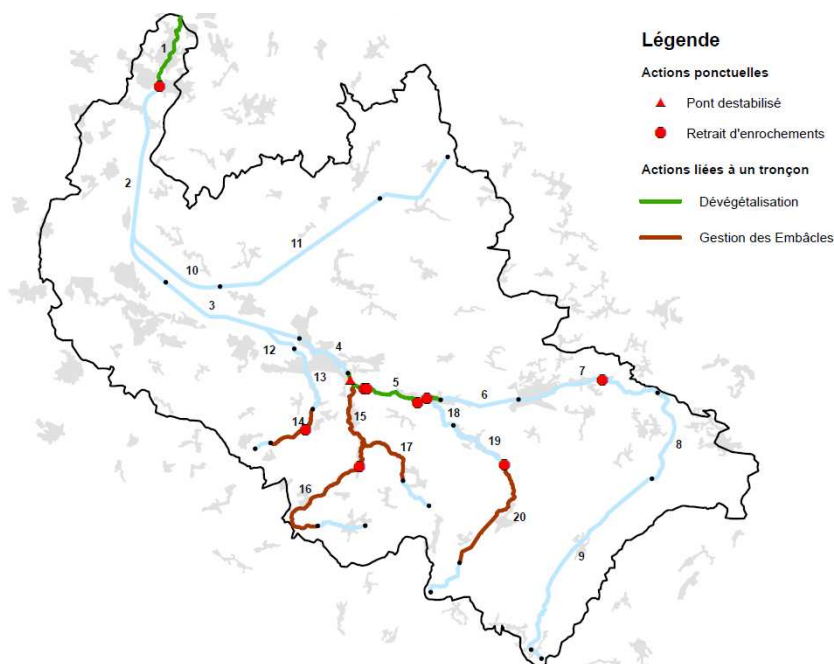 Légende
Actions ponctuelles
Pont destabilisé
Retrait d'enrochements
Actions liées à un tronçon
Dévégétalisation
Gestion des Embâcles
1
2
11
10
3
12
4
13
5
6
7
14
15
17
18
8
19
16
20
9